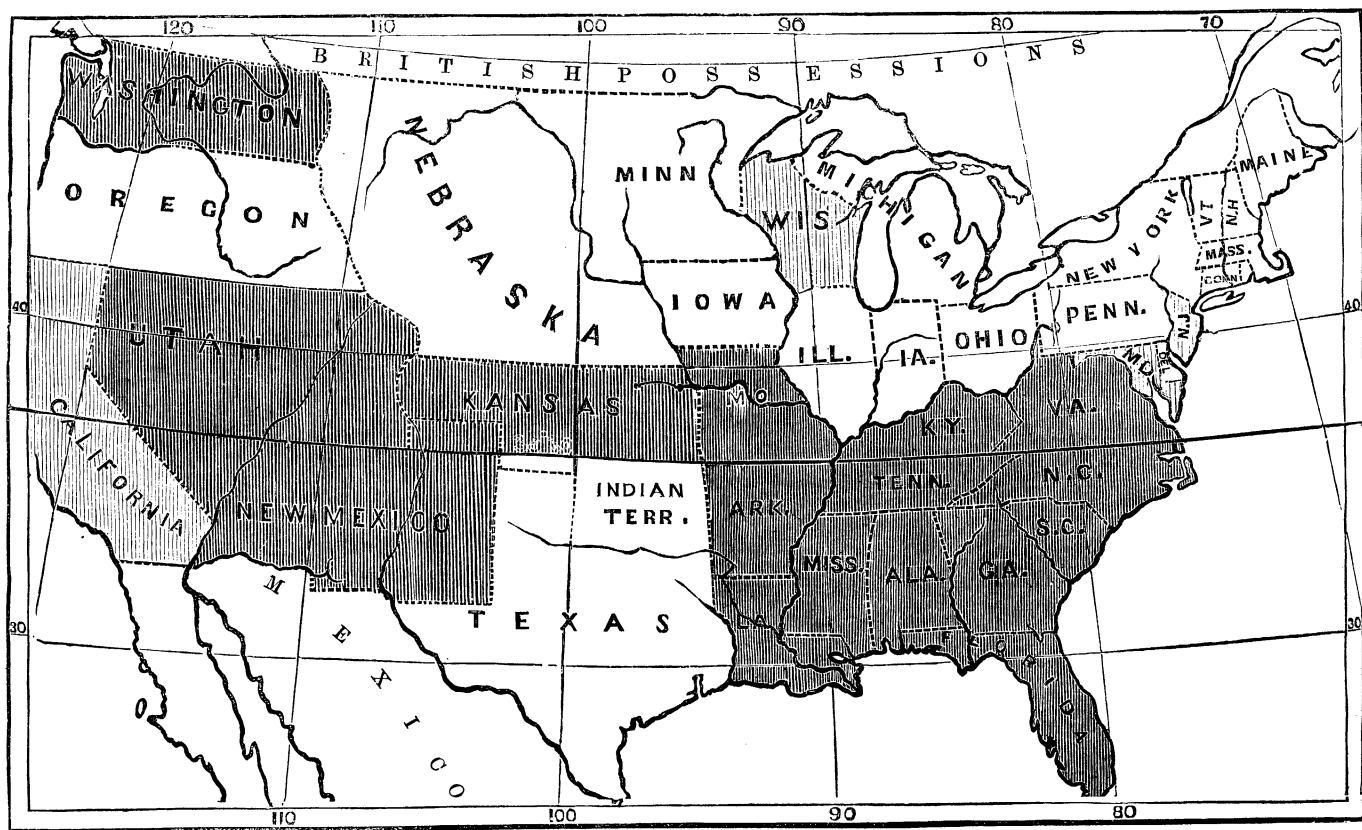 120 110 100 90 80 70
BRITISH POSSESSIONS
WASHINGTON
OREGON
NEBRASKA
MINN
WIS
MICHIGAN
MAINE
VT
N.H
NEW YORK
MASS.
CONN
IOWA
PENN.
N.J
40
40
UTAH
ILL.
IA.
OHIO
MD
DEL
CALIFORNIA
KANSAS
MO
KY.
VA.
NEW MEXICO
INDIAN
TERR.
ARK.
TENN.
N.C.
S.C.
MISS.
ALA.
GA.
MEXICO
TEXAS
LA.
FLORIDA
30
30
110 100 90 80